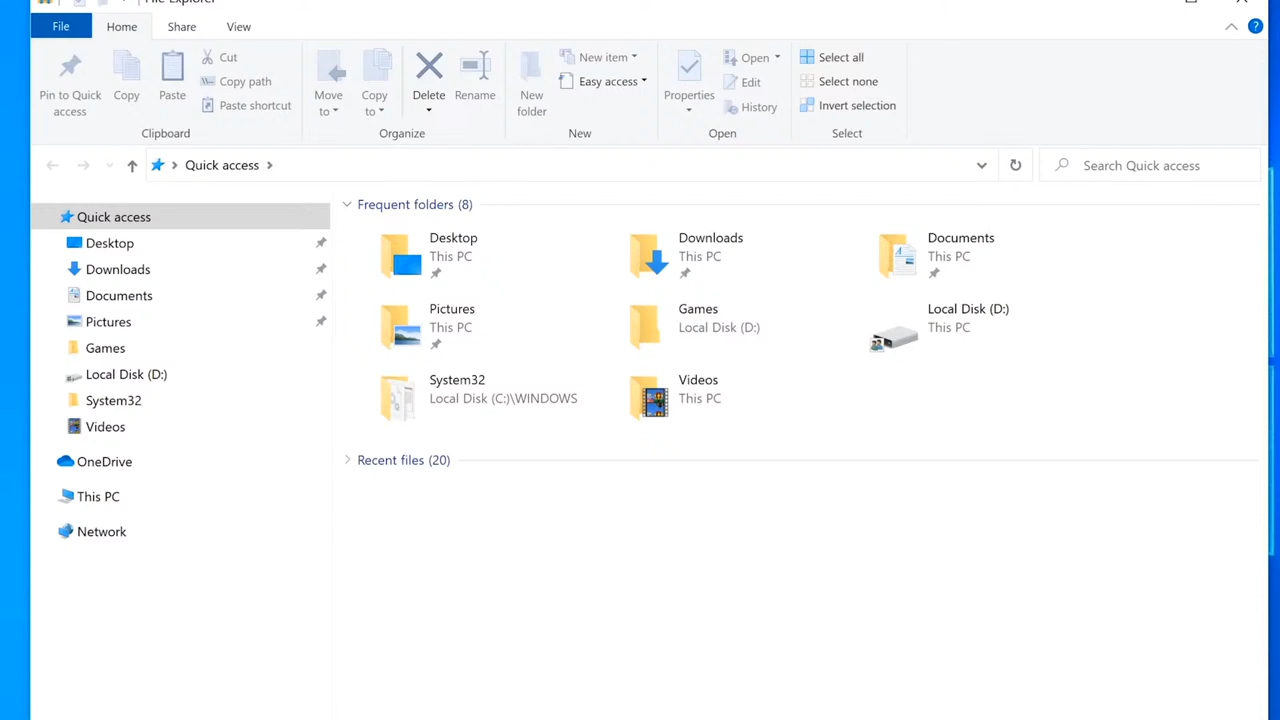 File Explorer
File Home Share View
Pin to Quick access
Copy
Paste
Cut
Copy path
Paste shortcut
Clipboard
Move to
Copy to
Delete
Rename
Organize
New folder
New item
Easy access
New
Properties
Open
Edit
History
Open
Select all
Select none
Invert selection
Select
Quick access
Search Quick access
Quick access
Desktop
Downloads
Documents
Pictures
Games
Local Disk (D:)
System32
Videos
OneDrive
This PC
Network
Frequent folders (8)
Desktop
This PC
Downloads
This PC
Documents
This PC
Pictures
This PC
Games
Local Disk (D:)
Local Disk (D:)
This PC
System32
Local Disk (C:)\WINDOWS
Videos
This PC
Recent files (20)